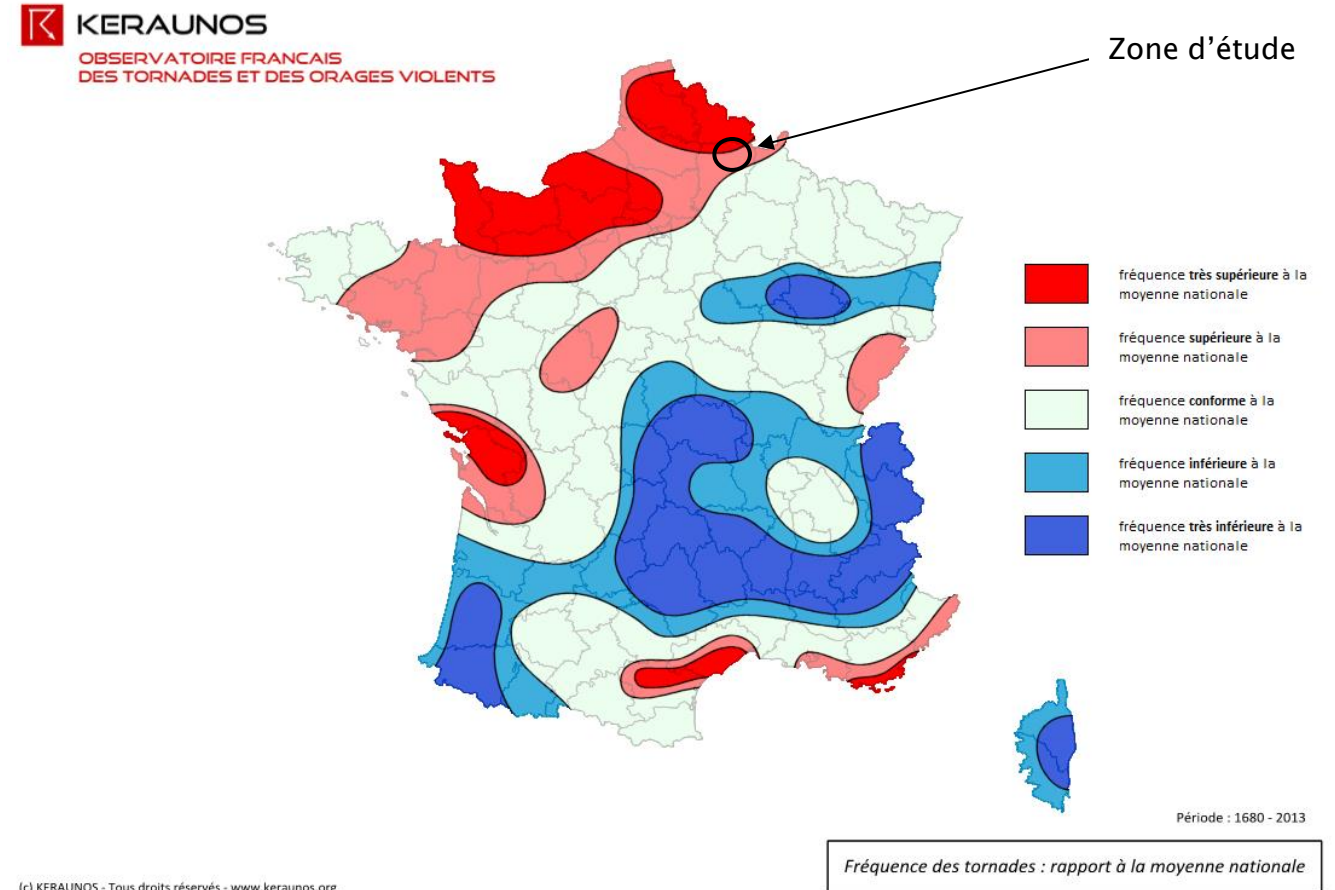 KERAUNOS
OBSERVATOIRE FRANCAIS
DES TORNADES ET DES ORAGES VIOLENTS
Zone d'étude
fréquence très supérieure à la
moyenne nationale
fréquence supérieure à la
moyenne nationale
fréquence conforme à la
moyenne nationale
fréquence inférieure à la
moyenne nationale
fréquence très inférieure à la
moyenne nationale
Période : 1680 - 2013
Fréquence des tornades : rapport à la moyenne nationale
(c) KERAUNOS - Tous droits réservés - www.keraunos.org